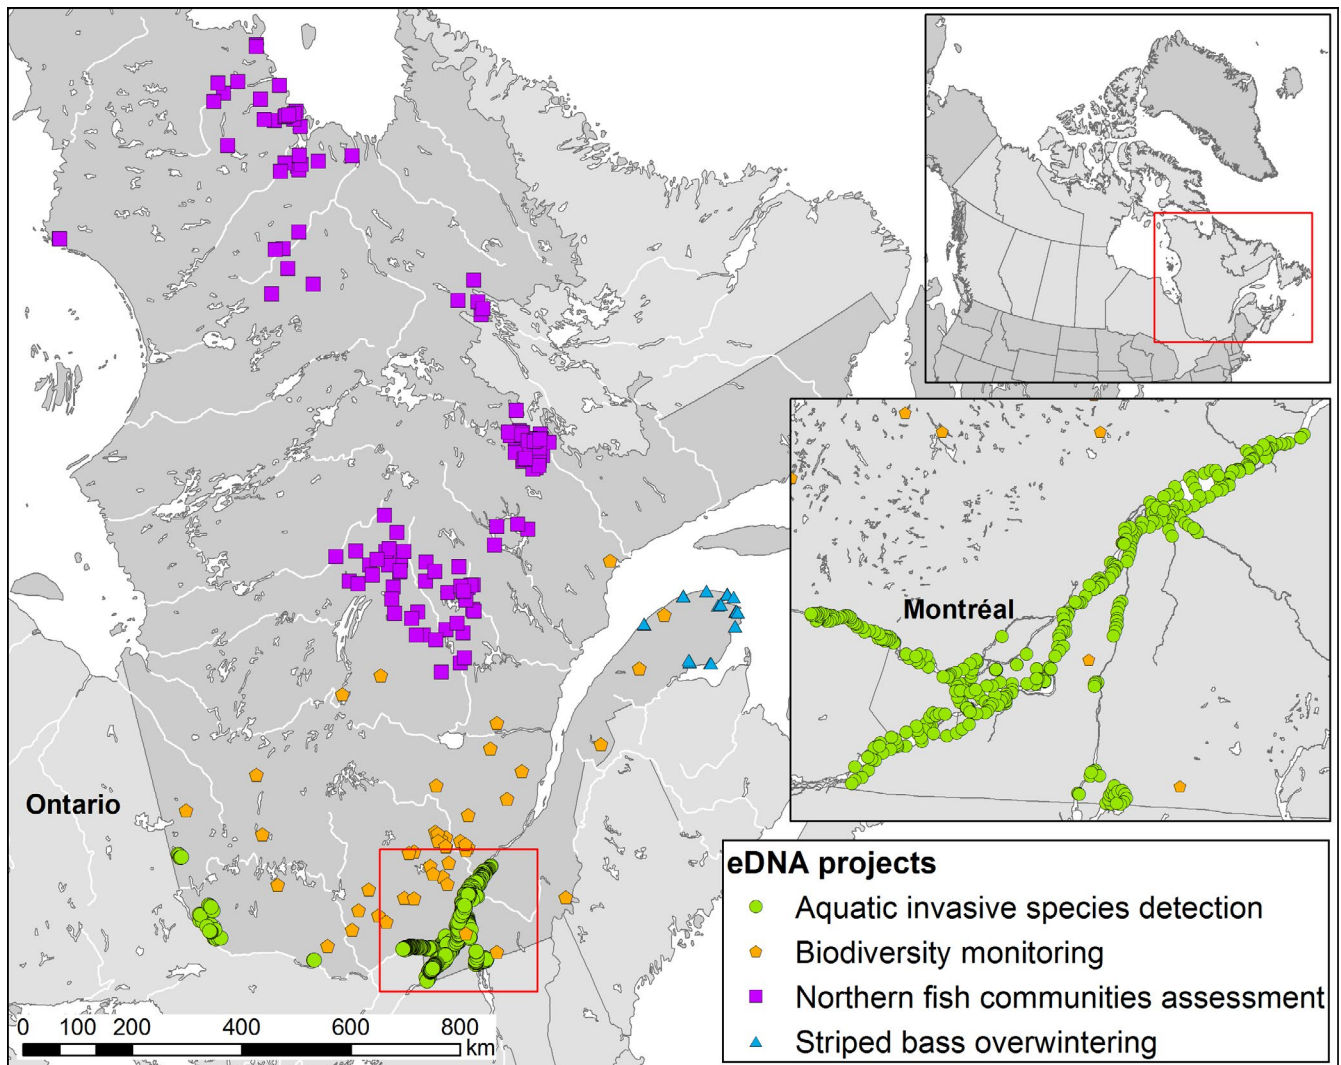 Montréal
Ontario
eDNA projects
Aquatic invasive species detection
Biodiversity monitoring
Northern fish communities assessment
Striped bass overwintering
0 100 200 400 600 800
km